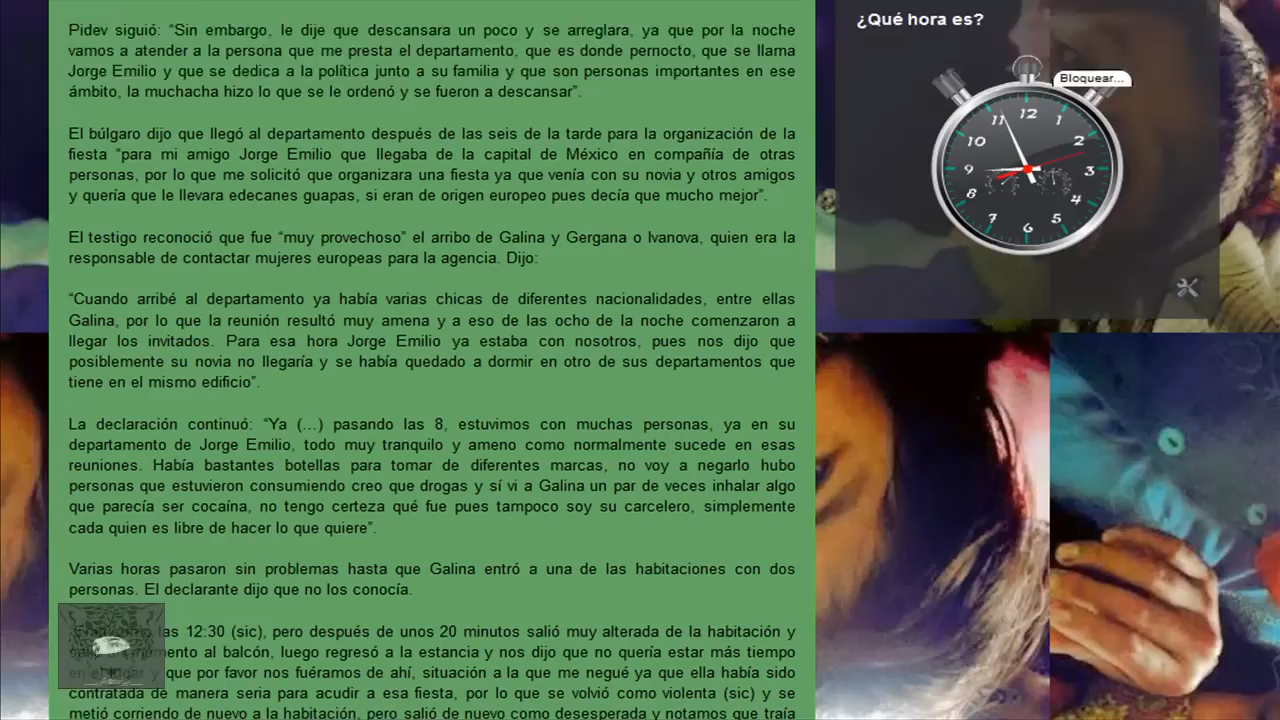 Pidev siguió: “Sin embargo, le dije que descansara un poco y se arreglara, ya que por la noche
vamos a atender a la persona que me presta el departamento, que es donde pernocto, que se llama
Jorge Emilio y que se dedica a la política junto a su familia y que son personas importantes en ese
ámbito, la muchacha hizo lo que se le ordenó y se fueron a descansar”.
El búlgaro dijo que llegó al departamento después de las seis de la tarde para la organización de la
fiesta “para mi amigo Jorge Emilio que llegaba de la capital de México en compañía de otras
personas, por lo que me solicitó que organizara una fiesta ya que venía con su novia y otros amigos
y quería que le llevara edecanes guapas, si eran de origen europeo pues decía que mucho mejor”.
El testigo reconoció que fue “muy provechoso” el arribo de Galina y Gergana o Ivanova, quien era la
responsable de contactar mujeres europeas para la agencia. Dijo:
“Cuando arribé al departamento ya había varias chicas de diferentes nacionalidades, entre ellas
Galina, por lo que la reunión resultó muy amena y a eso de las ocho de la noche comenzaron a
llegar los invitados. Para esa hora Jorge Emilio ya estaba con nosotros, pues nos dijo que
posiblemente su novia no llegaría y se había quedado a dormir en otro de sus departamentos que
tiene en el mismo edificio”.
La declaración continuó: “Ya (…) pasando las 8, estuvimos con muchas personas, ya en su
departamento de Jorge Emilio, todo muy tranquilo y ameno como normalmente sucede en esas
reuniones. Había bastantes botellas para tomar de diferentes marcas, no voy a negarlo hubo
personas que estuvieron consumiendo creo que drogas y sí vi a Galina un par de veces inhalar algo
que parecía ser cocaína, no tengo certeza qué fue pues tampoco soy su carcelero, simplemente
cada quien es libre de hacer lo que quiere”.
Varias horas pasaron sin problemas hasta que Galina entró a una de las habitaciones con dos
personas. El declarante dijo que no los conocía.
las 12:30 (sic), pero después de unos 20 minutos salió muy alterada de la habitación y
al balcón, luego regresó a la estancia y nos dijo que no quería estar más tiempo
en el lugar y que por favor nos fuéramos de ahí, situación a la que me negué ya que ella había sido
contratada de manera seria para acudir a esa fiesta, por lo que se volvió como violenta (sic) y se
metió corriendo de nuevo a la habitación, pero salió de nuevo como desesperada y notamos que traía
¿Qué hora es?
Bloquear...
12
1
2
3
4
5
6
7
8
9
10
11